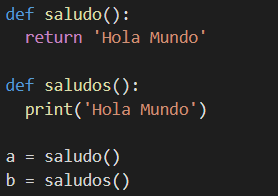 def saludo():
  return 'Hola Mundo'

def saludos():
  print('Hola Mundo')

a = saludo()
b = saludos()